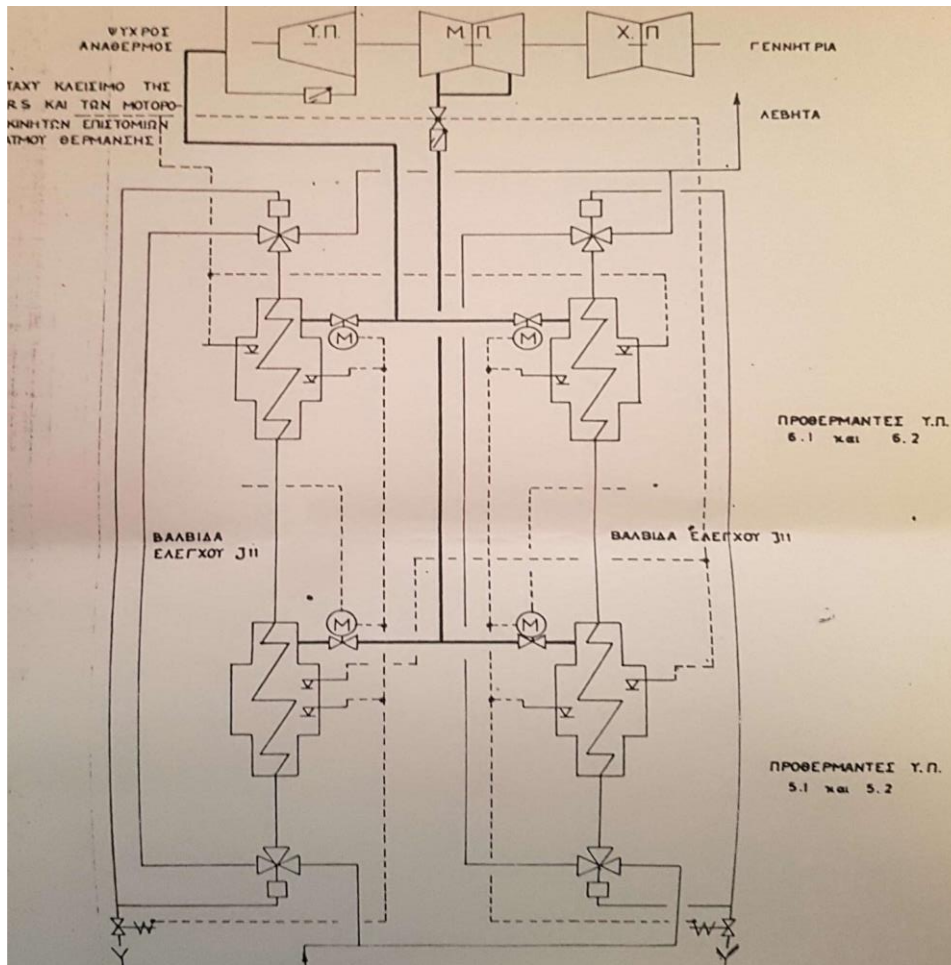 ΨΥΧΡΟΣ
ΑΝΑΘΕΡΜΟΣ
Υ.Π.
Μ.Π.
Χ.Π
ΓΕΝΝΗΤΡΙΑ
ΤΑΧΥ ΚΛΕΙΣΙΜΟ ΤΗΣ
RS ΚΑΙ ΤΩΝ ΜΟΤΟΡΟ-
ΚΙΝΗΤΩΝ ΕΠΙΣΤΟΜΙΩΝ
ΑΤΜΟΥ ΘΕΡΜΑΝΣΗΣ
ΛΕΒΗΤΑ
M
M
ΠΡΟΘΕΡΜΑΝΤΕΣ Υ.Π.
6.1 και 6.2
ΒΑΛΒΙΔΑ
ΕΛΕΓΧΟΥ J11
ΒΑΛΒΙΔΑ ΕΛΕΓΧΟΥ J11
M
M
ΠΡΟΘΕΡΜΑΝΤΕΣ Υ.Π.
5.1 και 5.2